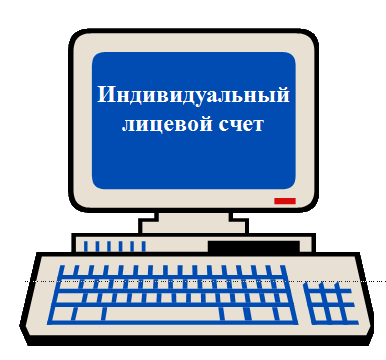 Индивидуальный
лицевой счет